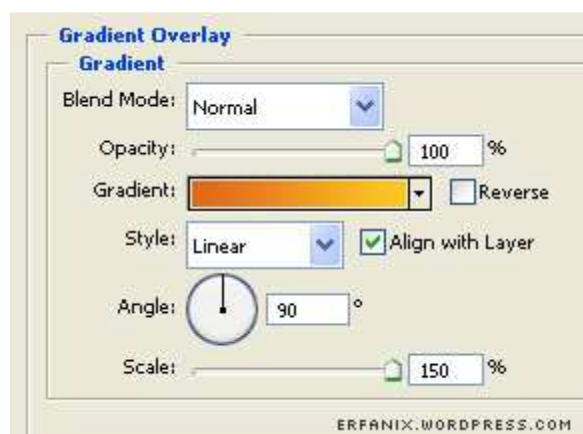 Gradient Overlay
Gradient
Blend Mode: Normal
Opacity: 100 %
Gradient: Reverse
Style: Linear Align with Layer
Angle: 90 °
Scale: 150 %
ERFANIX.WORDPRESS.COM